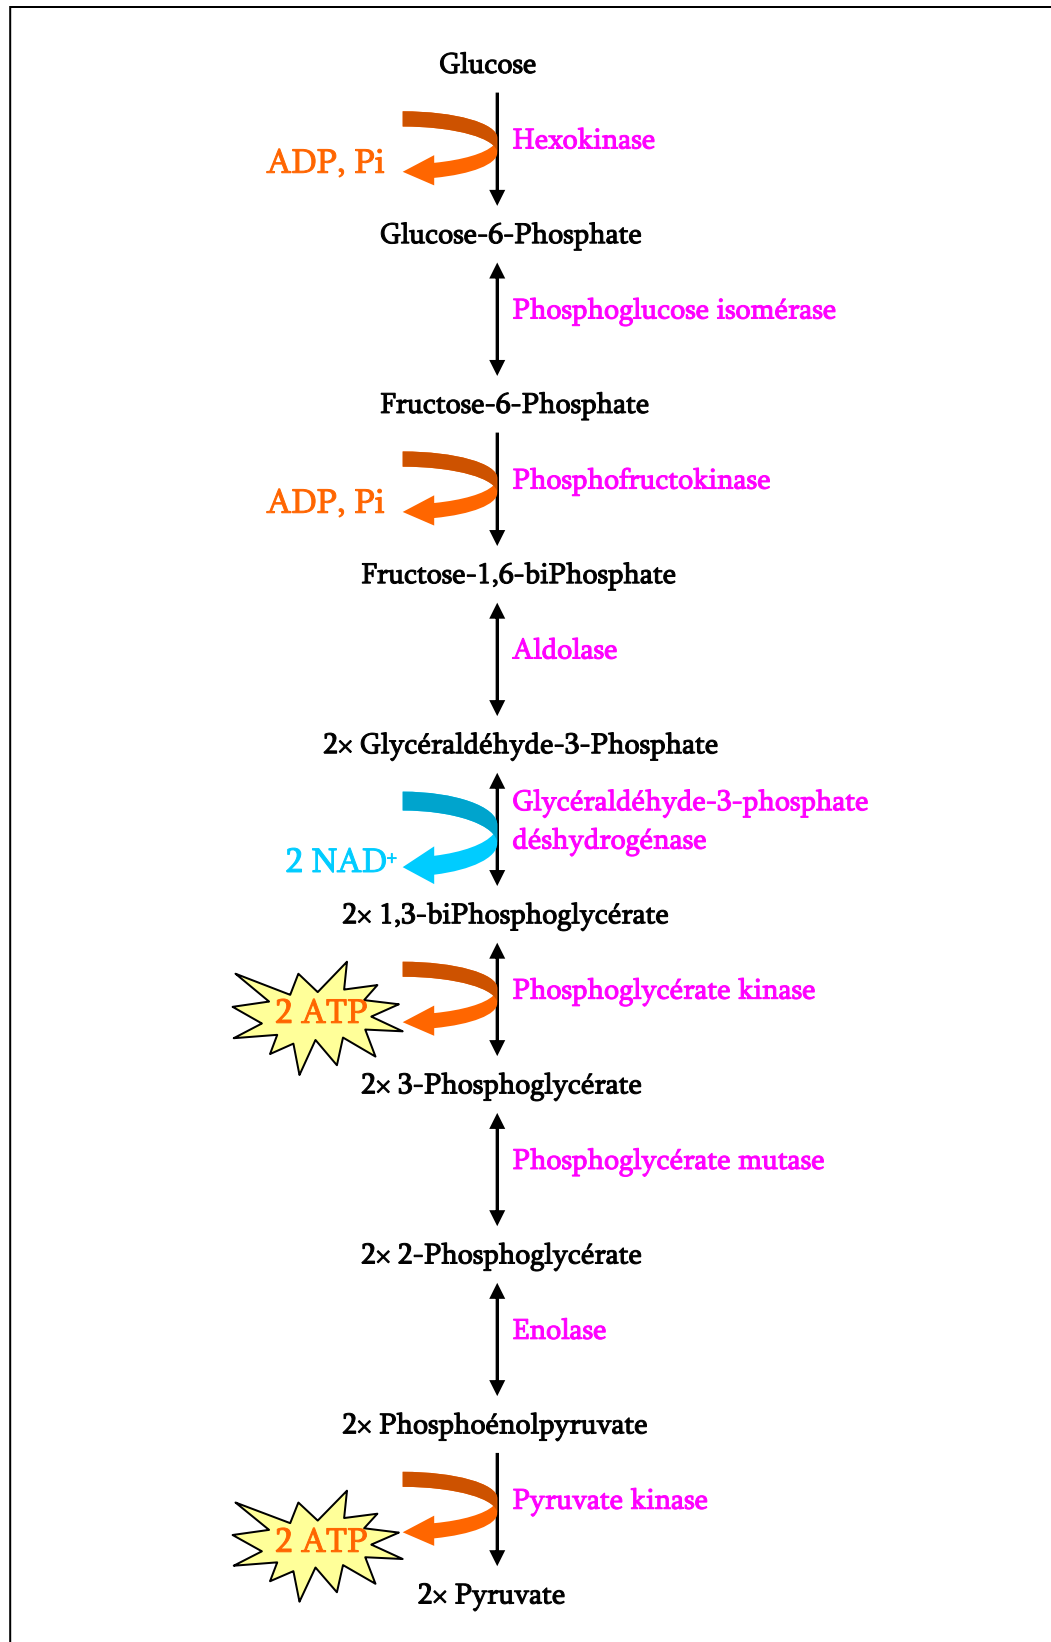 Glucose
Hexokinase
ADP, Pi
Glucose-6-Phosphate
Phosphoglucose isomérase
Fructose-6-Phosphate
Phosphofructokinase
ADP, Pi
Fructose-1,6-biPhosphate
Aldolase
2× Glycéraldéhyde-3-Phosphate
Glycéraldéhyde-3-phosphate
déshydrogénase
2 NAD⁺
2× 1,3-biPhosphoglycérate
Phosphoglycérate kinase
2 ATP
2× 3-Phosphoglycérate
Phosphoglycérate mutase
2× 2-Phosphoglycérate
Enolase
2× Phosphoénolpyruvate
Pyruvate kinase
2 ATP
2× Pyruvate